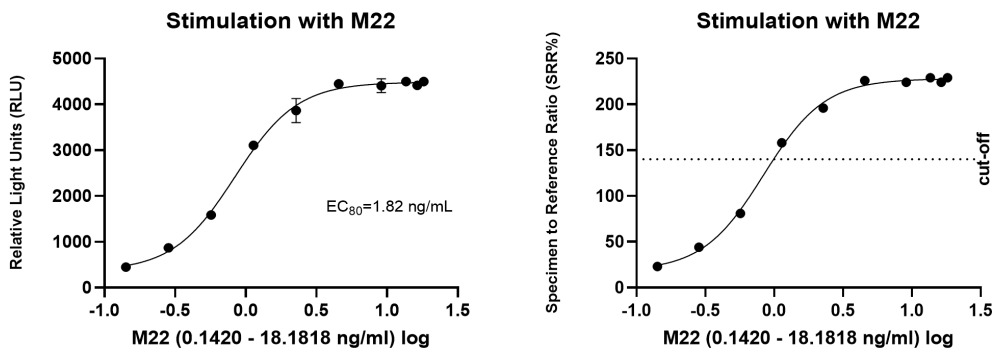 Stimulation with M22
Relative Light Units (RLU)
5000
4000
3000
2000
1000
0
EC80=1.82 ng/mL
-1.0 -0.5 0.0 0.5 1.0 1.5
M22 (0.1420 - 18.1818 ng/ml) log
Stimulation with M22
Specimen to Reference Ratio (SRR%)
250
200
150
100
50
0
cut-off
-1.0 -0.5 0.0 0.5 1.0 1.5
M22 (0.1420 - 18.1818 ng/ml) log